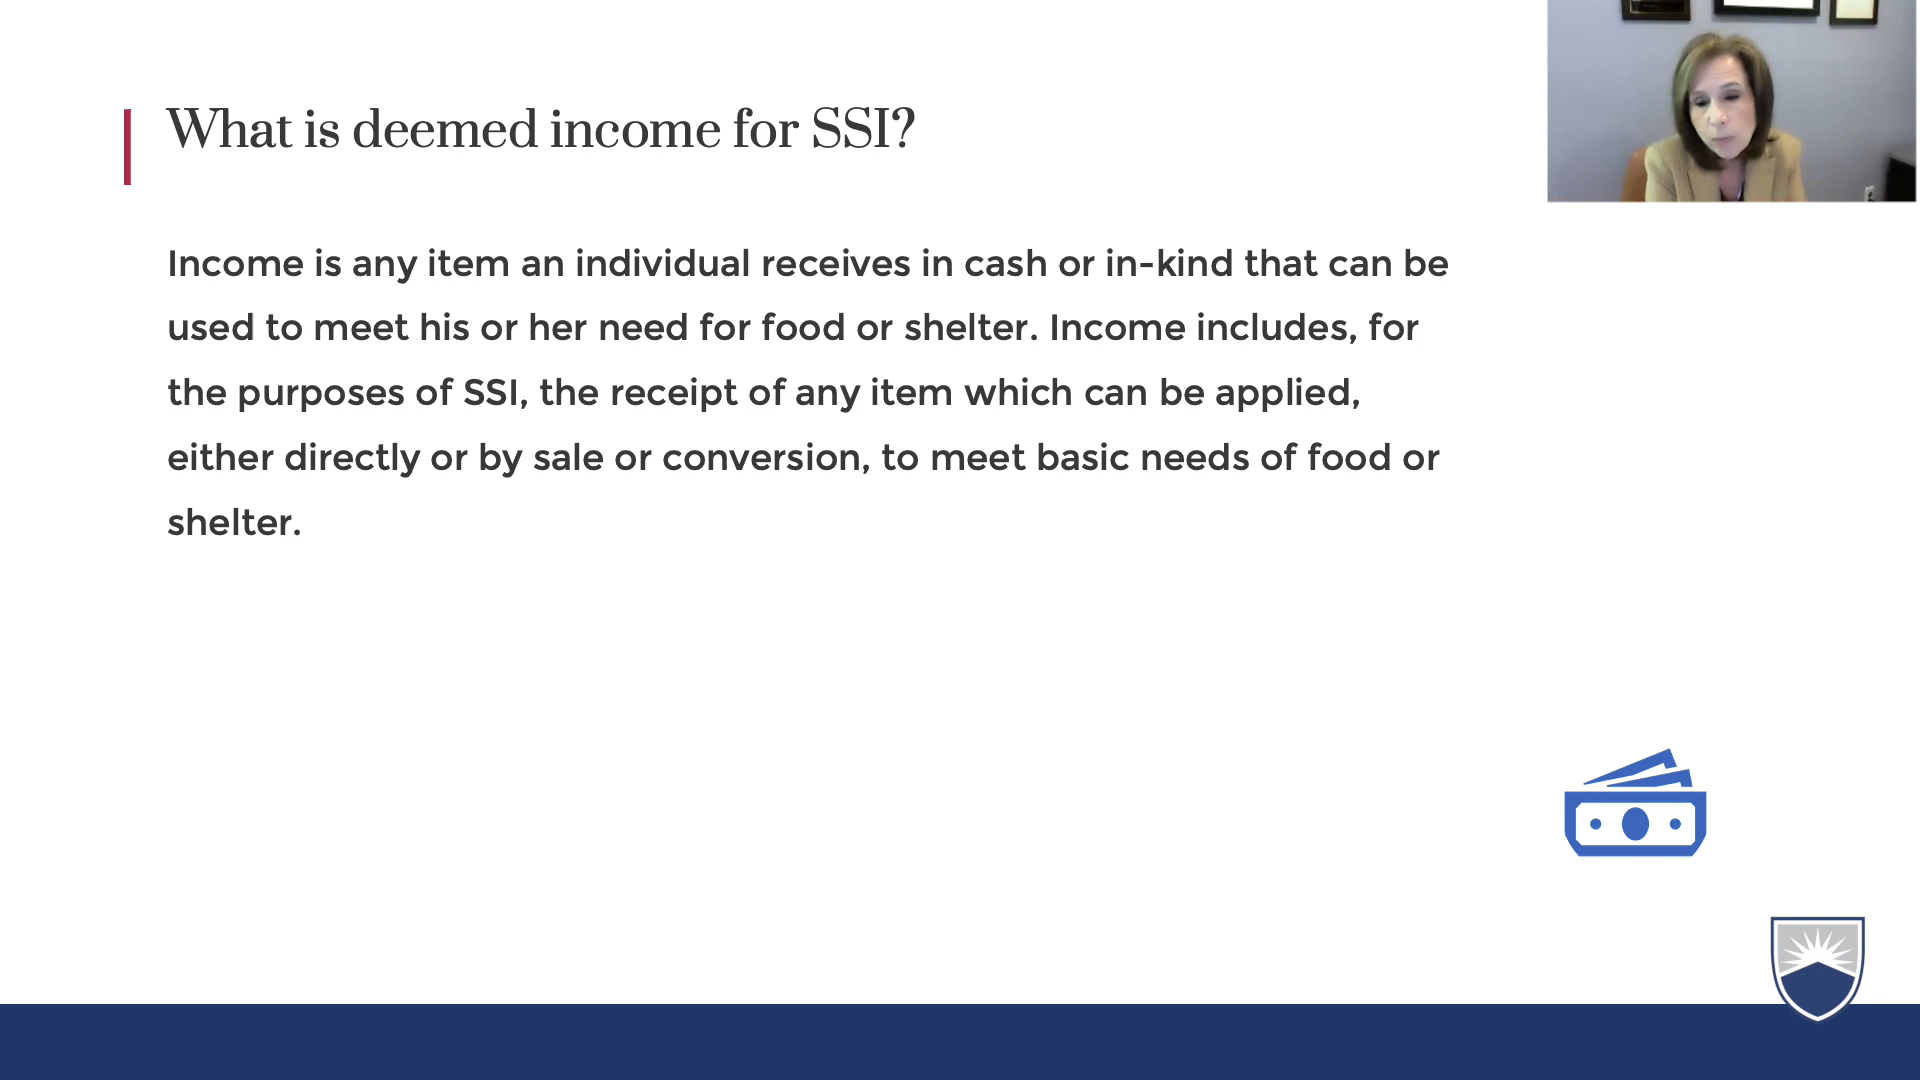 What is deemed income for SSI?
Income is any item an individual receives in cash or in-kind that can be
used to meet his or her need for food or shelter. Income includes, for
the purposes of SSI, the receipt of any item which can be applied,
either directly or by sale or conversion, to meet basic needs of food or
shelter.